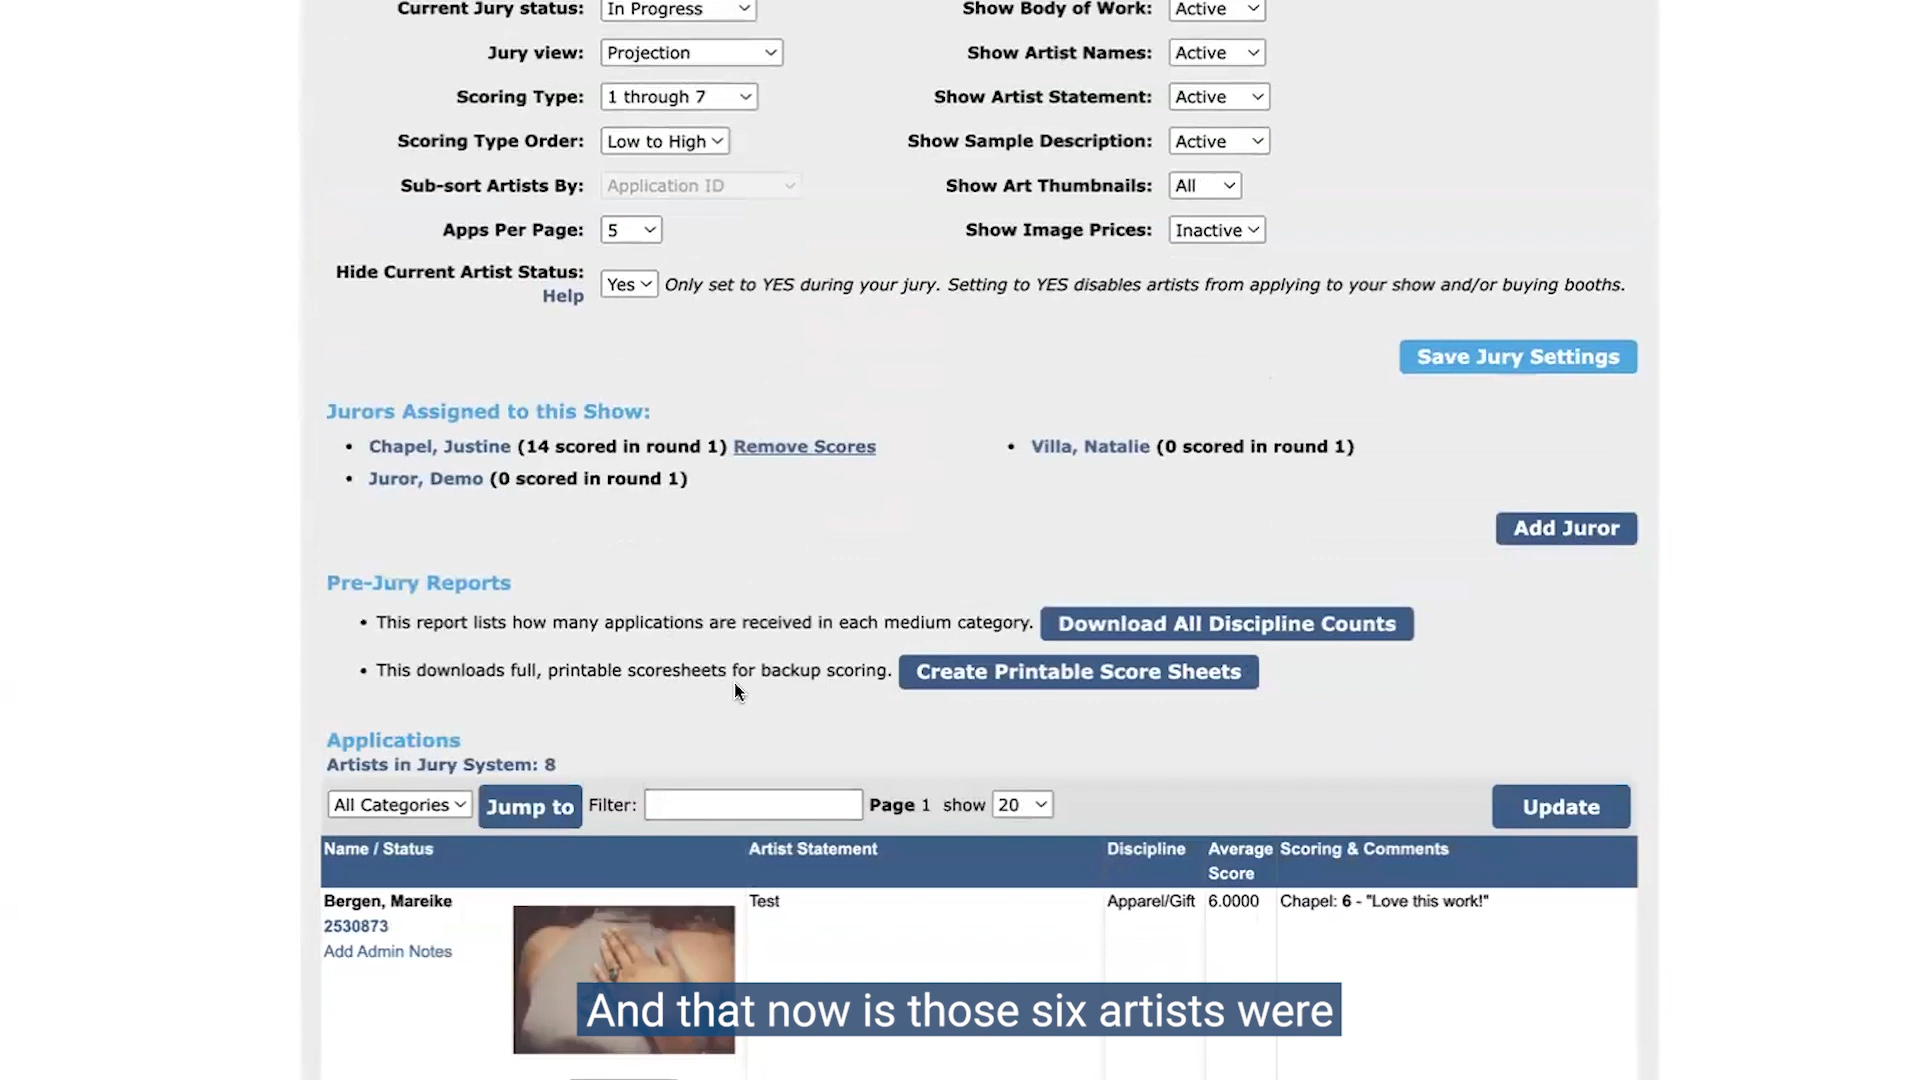 Current Jury status: In Progress Show Body of Work: Active
Jury view: Projection Show Artist Names: Active
Scoring Type: 1 through 7 Show Artist Statement: Active
Scoring Type Order: Low to High Show Sample Description: Active
Sub-sort Artists By: Application ID Show Art Thumbnails: All
Apps Per Page: 5 Show Image Prices: Inactive
Hide Current Artist Status: Yes Only set to YES during your jury. Setting to YES disables artists from applying to your show and/or buying booths.
Help
Save Jury Settings
Jurors Assigned to this Show:
• Chapel, Justine (14 scored in round 1) Remove Scores • Villa, Natalie (0 scored in round 1)
• Juror, Demo (0 scored in round 1)
Add Juror
Pre-Jury Reports
• This report lists how many applications are received in each medium category. Download All Discipline Counts
• This downloads full, printable scoresheets for backup scoring. Create Printable Score Sheets
Applications
Artists in Jury System: 8
All Categories Jump to Filter: Page 1 show 20 Update
Name / Status Artist Statement Discipline Average Scoring & Comments
Score
Bergen, Mareike Test Apparel/Gift 6.0000 Chapel: 6 - "Love this work!"
2530873
Add Admin Notes
And that now is those six artists were